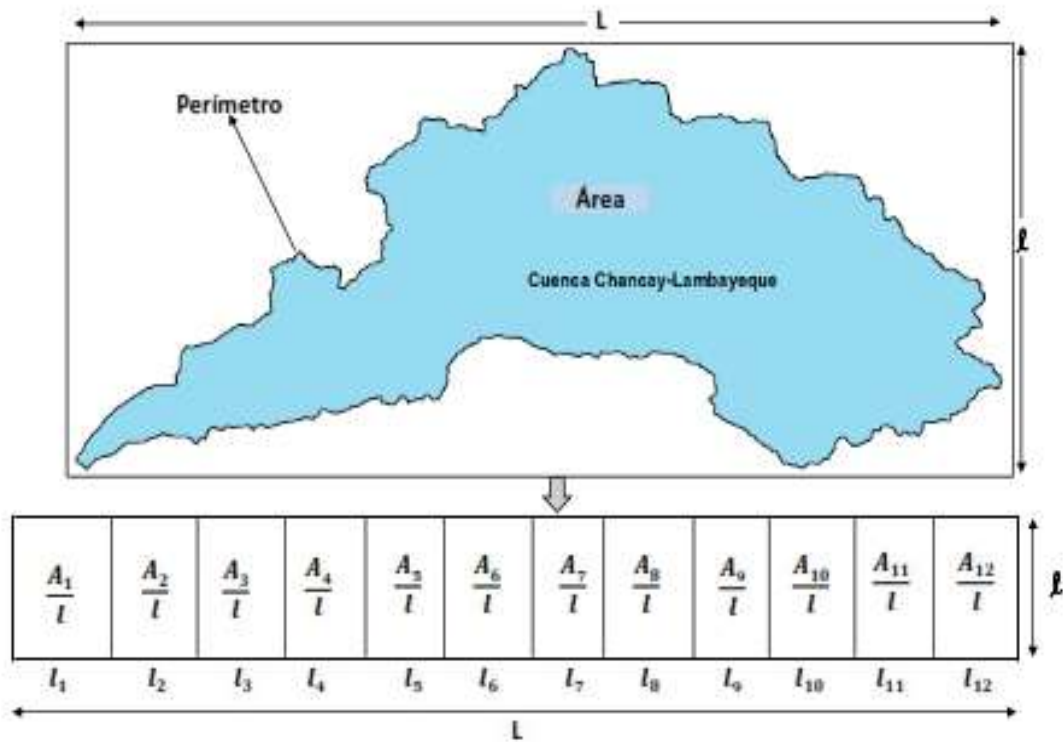 L
Perímetro
Área
ℓ
Cuenca Chancay-Lambayeque
A₁/l A₂/l A₃/l A₄/l A₅/l A₆/l A₇/l A₈/l A₉/l A₁₀/l A₁₁/l A₁₂/l ℓ
l₁ l₂ l₃ l₄ l₅ l₆ l₇ l₈ l₉ l₁₀ l₁₁ l₁₂
L